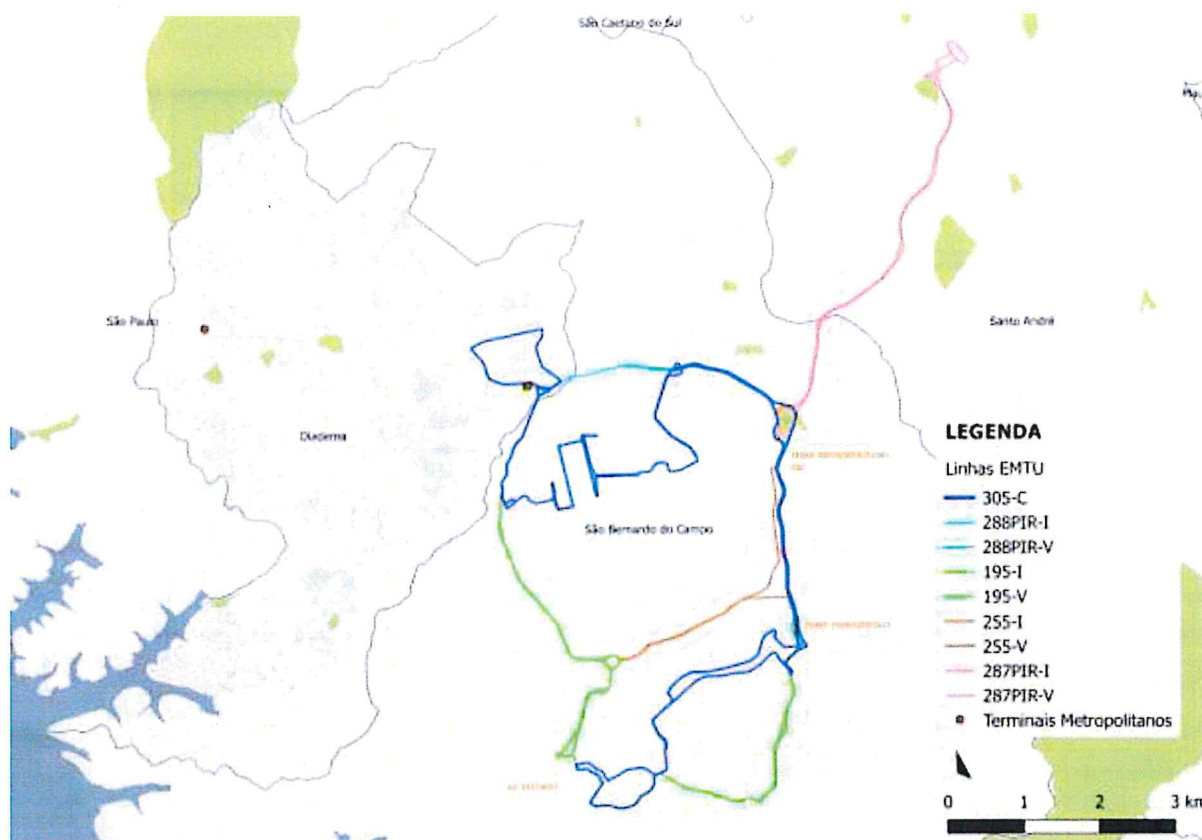 São Caetano do Sul
São Paulo
Santo André
Diadema
São Bernardo do Campo
LEGENDA
Linhas EMTU
305-C
288PIR-I
288PIR-V
195-I
195-V
255-I
255-V
287PIR-I
287PIR-V
Terminais Metropolitanos
0 1 2 3 km